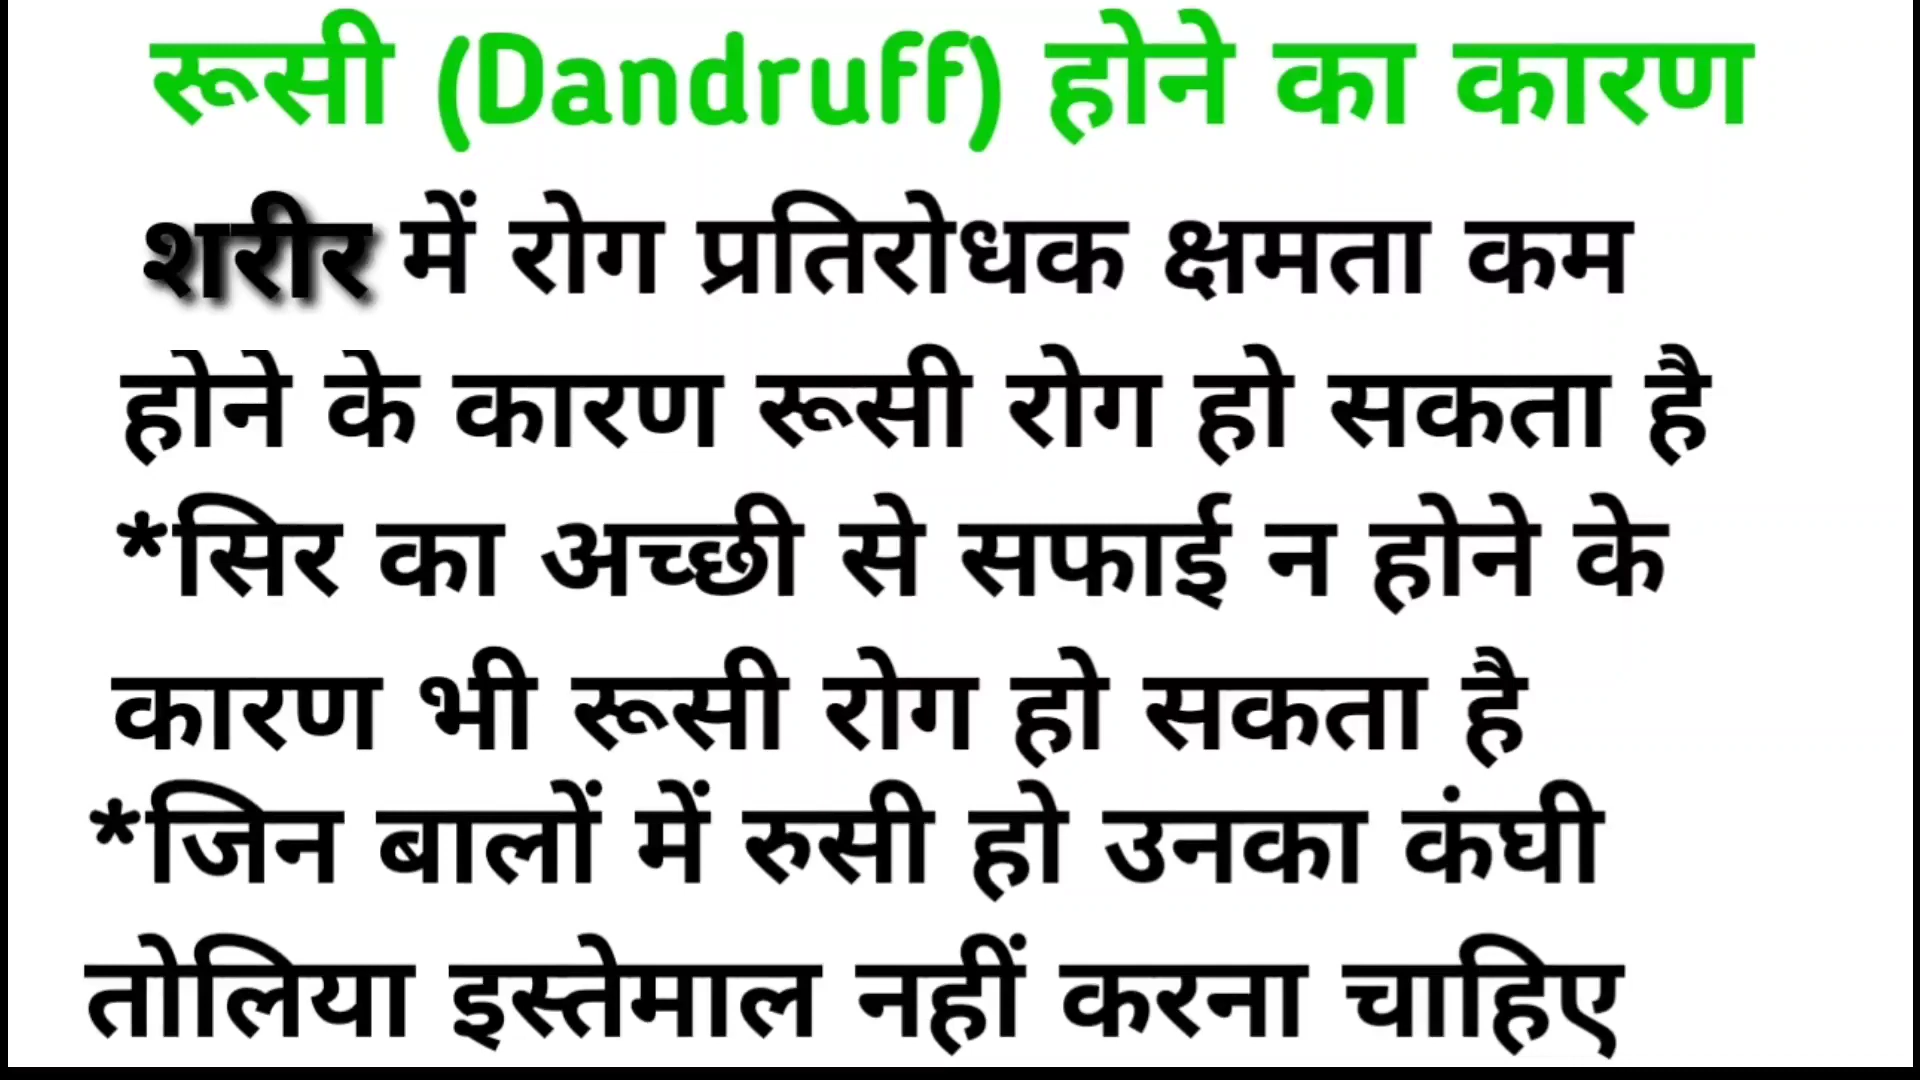 रूसी (Dandruff) होने का कारण
शरीर में रोग प्रतिरोधक क्षमता कम
होने के कारण रूसी रोग हो सकता है
*सिर का अच्छी से सफाई न होने के
कारण भी रूसी रोग हो सकता है
*जिन बालों में रुसी हो उनका कंघी
तोलिया इस्तेमाल नहीं करना चाहिए